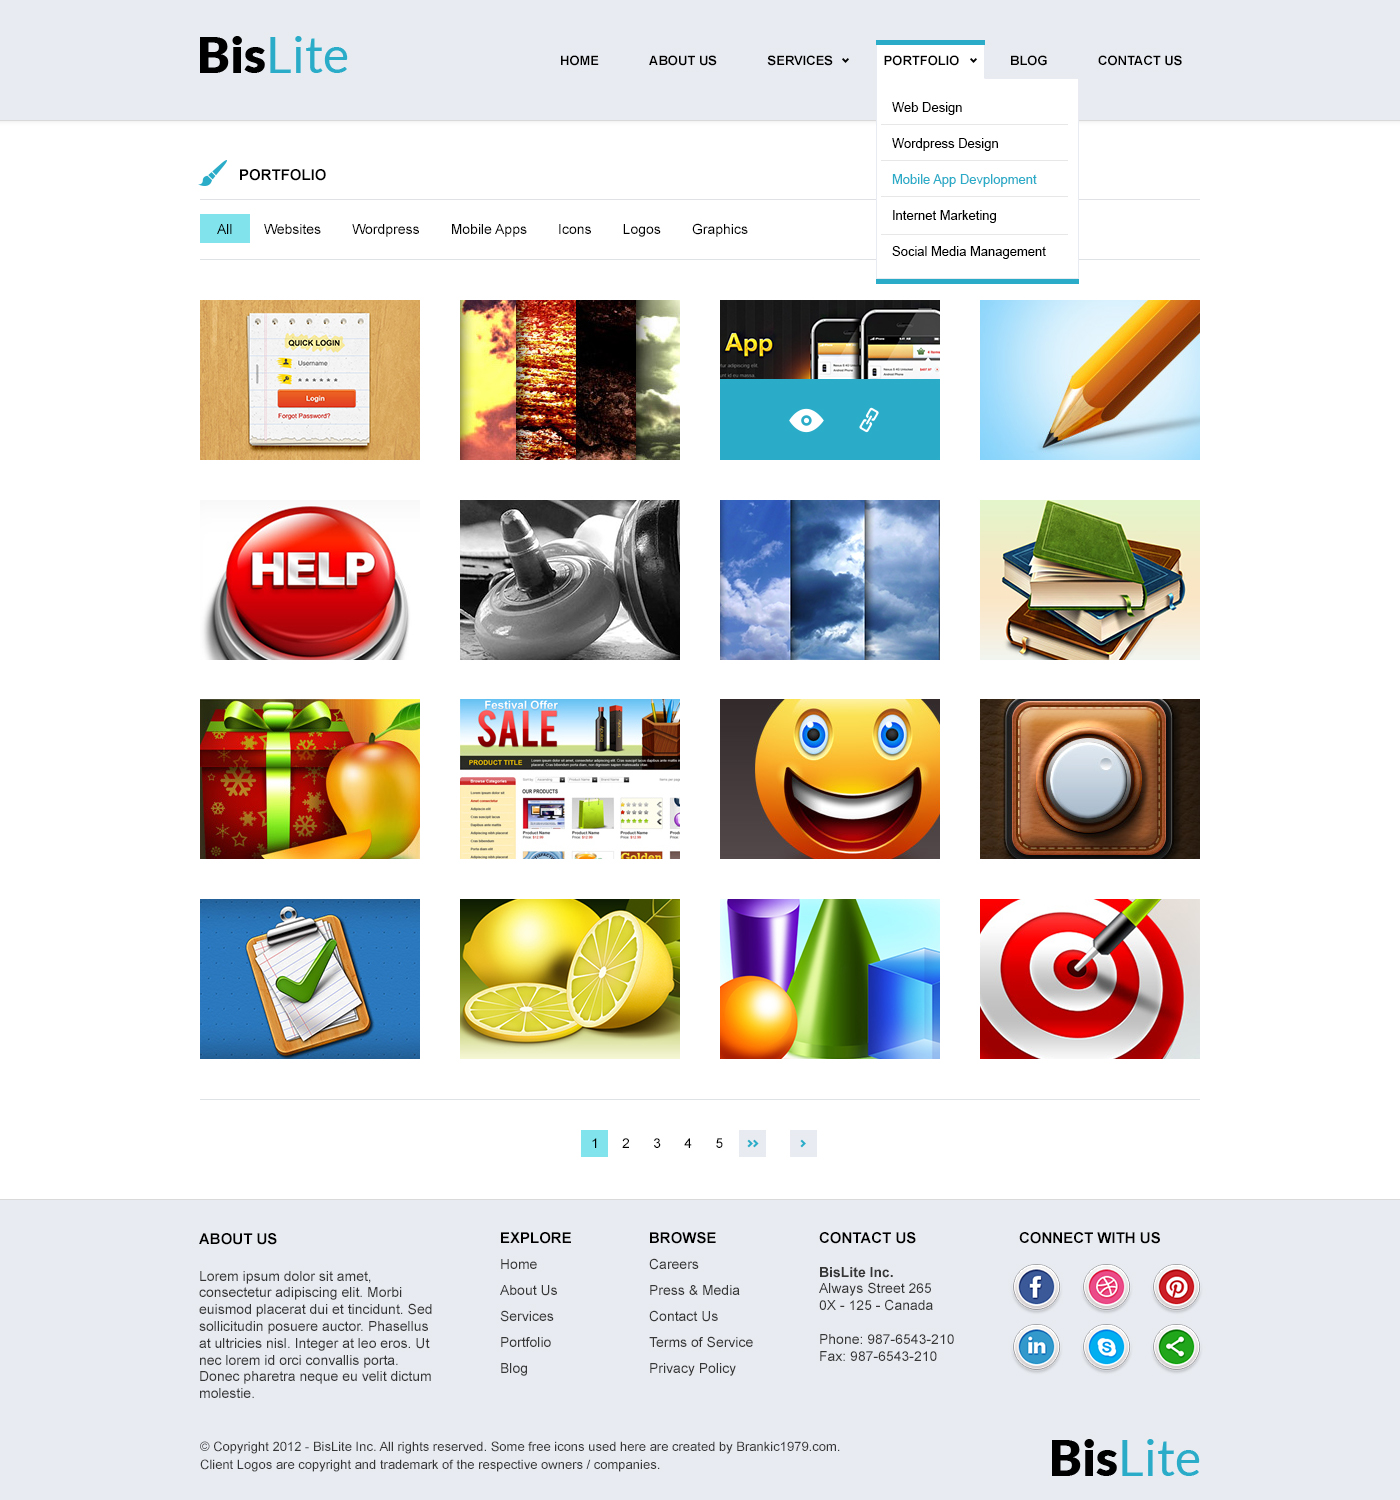 BisLite
HOME ABOUT US SERVICES PORTFOLIO BLOG CONTACT US
Web Design
Wordpress Design
Mobile App Devplopment
Internet Marketing
Social Media Management
PORTFOLIO
All Websites Wordpress Mobile Apps Icons Logos Graphics
QUICK LOGIN
Username
Login
Forgot Password?
App
HELP
Festival Offer
SALE
PRODUCT TITLE
Browse Categories
OUR PRODUCTS
Product Name Product Name Product Name
Golden
1 2 3 4 5
ABOUT US
Lorem ipsum dolor sit amet,
consectetur adipiscing elit. Morbi
euismod placerat dui et tincidunt. Sed
sollicitudin posuere auctor. Phasellus
at ultricies nisl. Integer at leo eros. Ut
nec lorem id orci convallis porta.
Donec pharetra neque eu velit dictum
molestie.
EXPLORE
Home
About Us
Services
Portfolio
Blog
BROWSE
Careers
Press & Media
Contact Us
Terms of Service
Privacy Policy
CONTACT US
BisLite Inc.
Always Street 265
0X - 125 - Canada
Phone: 987-6543-210
Fax: 987-6543-210
CONNECT WITH US
© Copyright 2012 - BisLite Inc. All rights reserved. Some free icons used here are created by Brankic1979.com.
Client Logos are copyright and trademark of the respective owners / companies.
BisLite